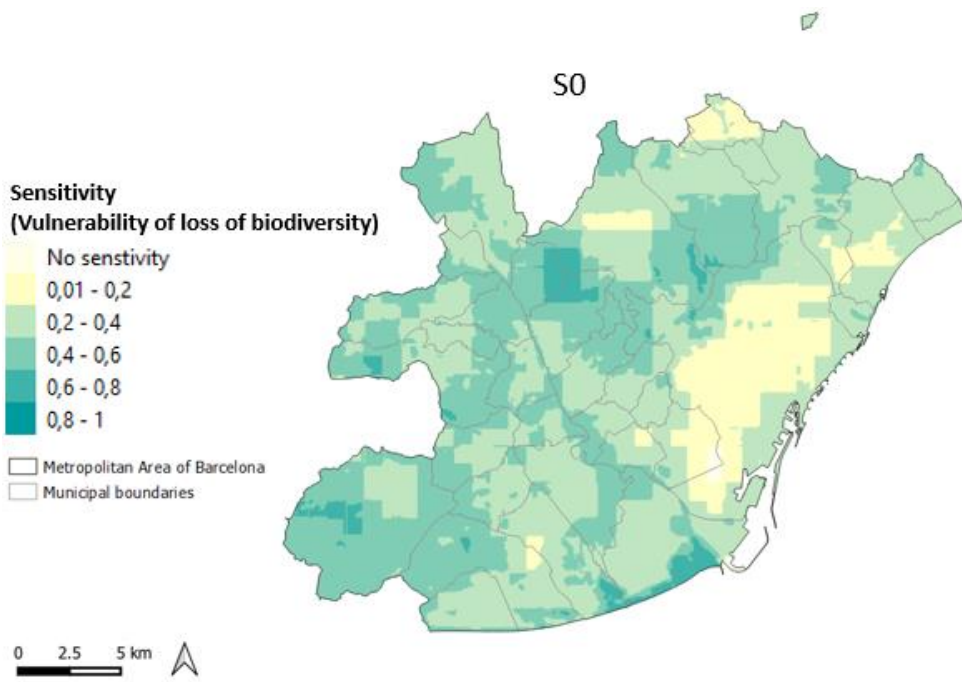 S0
Sensitivity
(Vulnerability of loss of biodiversity)
No senstivity
0,01 - 0,2
0,2 - 0,4
0,4 - 0,6
0,6 - 0,8
0,8 - 1
Metropolitan Area of Barcelona
Municipal boundaries
0 2.5 5 km